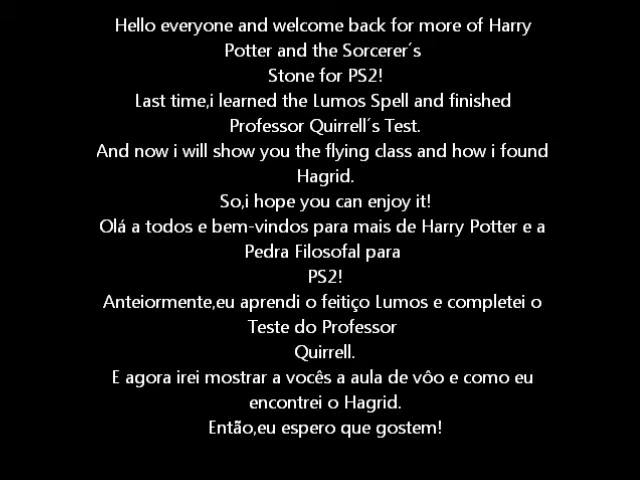 Hello everyone and welcome back for more of Harry
Potter and the Sorcerer´s
Stone for PS2!
Last time,i learned the Lumos Spell and finished
Professor Quirrell´s Test.
And now i will show you the flying class and how i found
Hagrid.
So,i hope you can enjoy it!
Olá a todos e bem-vindos para mais de Harry Potter e a
Pedra Filosofal para
PS2!
Anteiormente,eu aprendi o feitiço Lumos e completei o
Teste do Professor
Quirrell.
E agora irei mostrar a vocês a aula de vôo e como eu
encontrei o Hagrid.
Então,eu espero que gostem!